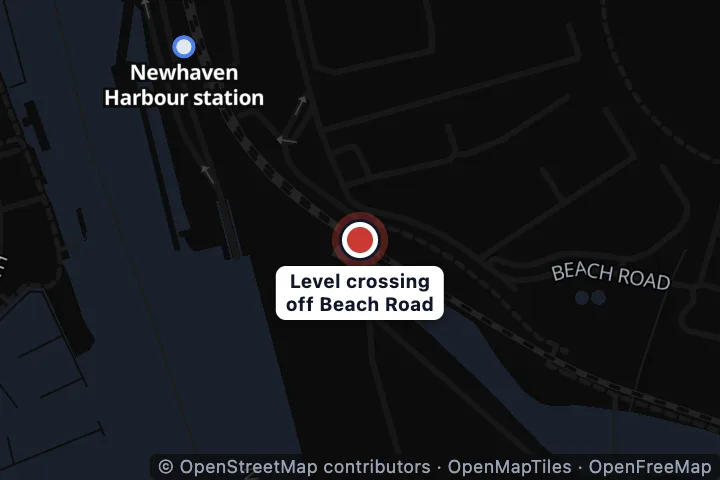 Newhaven
Harbour station
Level crossing
off Beach Road
BEACH ROAD
© OpenStreetMap contributors · OpenMapTiles · OpenFreeMap